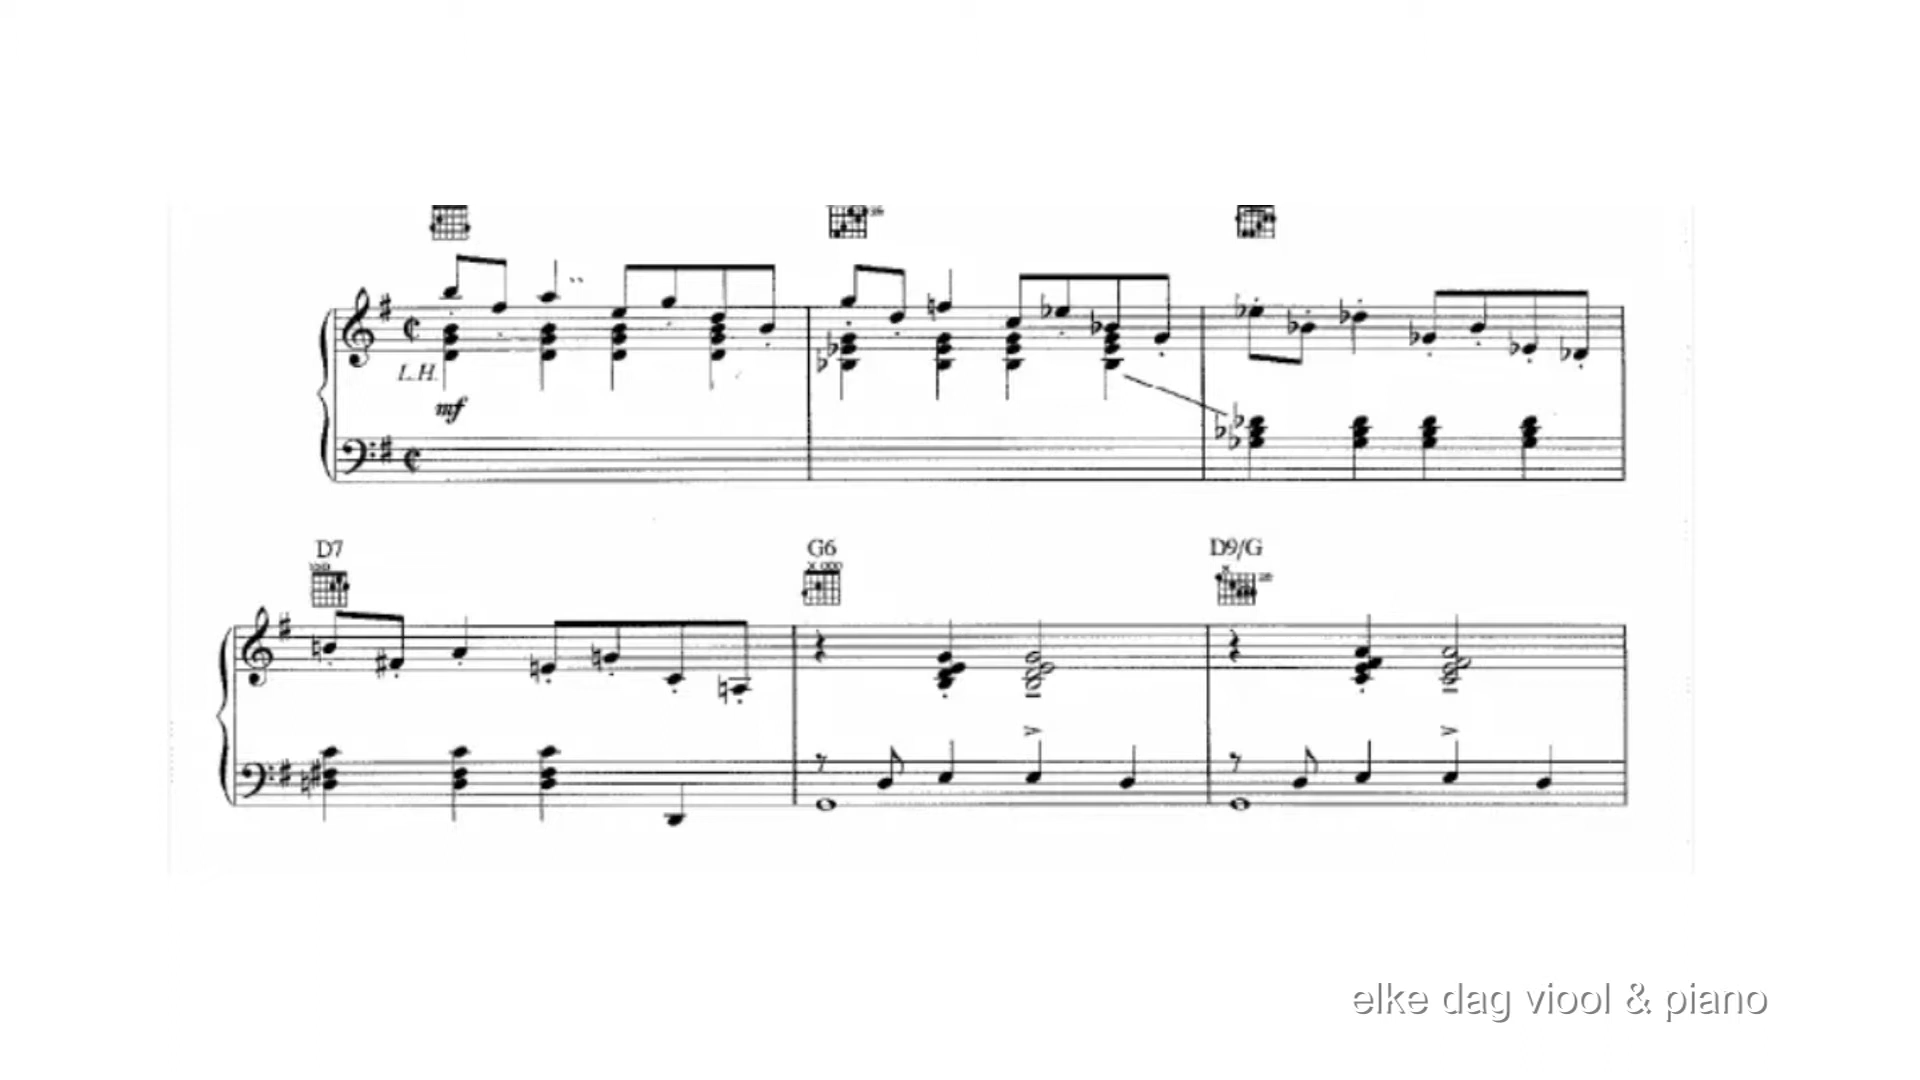 L.H.
mf
D7
G6
D9/G
elke dag viool & piano